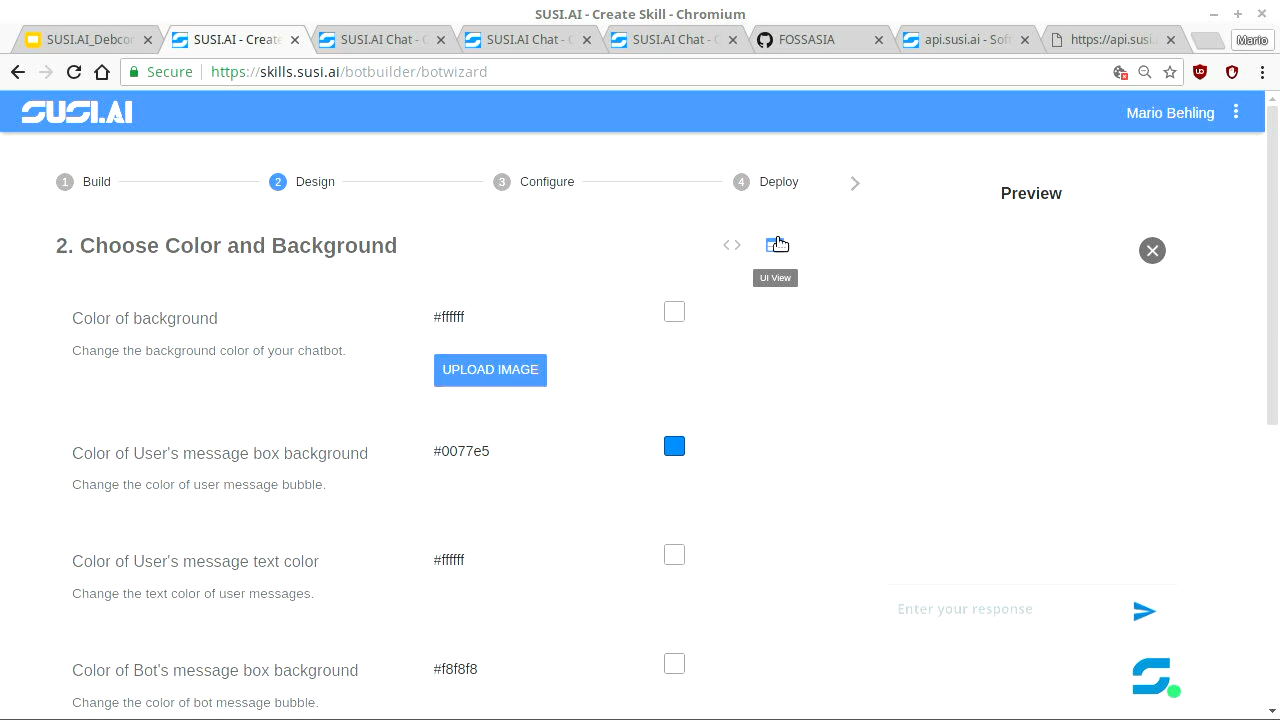 SUSI.AI - Create Skill - Chromium
SUSI.AI_Debcon
SUSI.AI - Create
SUSI.AI Chat - C
SUSI.AI Chat - C
SUSI.AI Chat - C
FOSSASIA
api.susi.ai - Soft
https://api.susi.
Mario
Secure
https://skills.susi.ai/botbuilder/botwizard
SUSI.AI
Mario Behling
1 Build
2 Design
3 Configure
4 Deploy
Preview
2. Choose Color and Background
UI View
Color of background
#ffffff
Change the background color of your chatbot.
UPLOAD IMAGE
Color of User's message box background
#0077e5
Change the color of user message bubble.
Color of User's message text color
#ffffff
Change the text color of user messages.
Enter your response
Color of Bot's message box background
#f8f8f8
Change the color of bot message bubble.